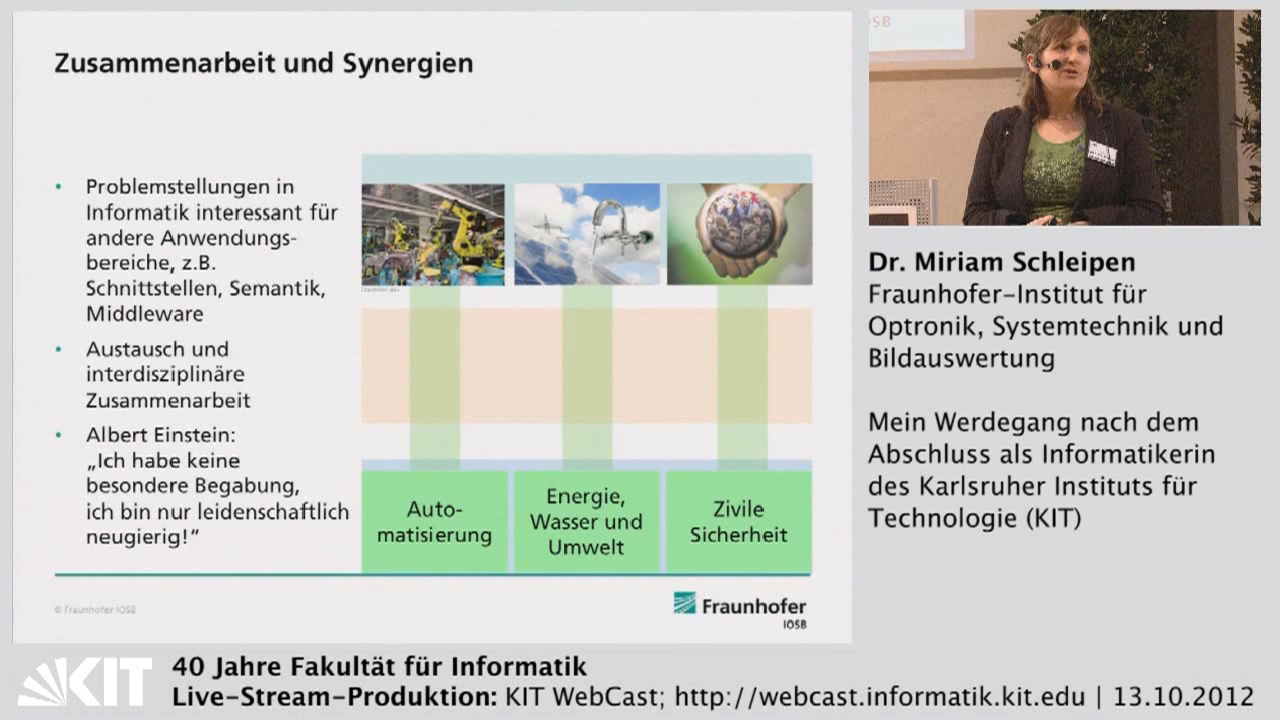 Zusammenarbeit und Synergien
• Problemstellungen in
Informatik interessant für
andere Anwendungs-
bereiche, z.B.
Schnittstellen, Semantik,
Middleware
• Austausch und
interdisziplinäre
Zusammenarbeit
• Albert Einstein:
„Ich habe keine
besondere Begabung,
ich bin nur leidenschaftlich
neugierig!“
Auto-
matisierung
Energie,
Wasser und
Umwelt
Zivile
Sicherheit
© Fraunhofer IOSB
Fraunhofer
IOSB
Dr. Miriam Schleipen
Fraunhofer-Institut für
Optronik, Systemtechnik und
Bildauswertung
Mein Werdegang nach dem
Abschluss als Informatikerin
des Karlsruher Instituts für
Technologie (KIT)
KIT
40 Jahre Fakultät für Informatik
Live-Stream-Produktion: KIT WebCast; http://webcast.informatik.kit.edu | 13.10.2012